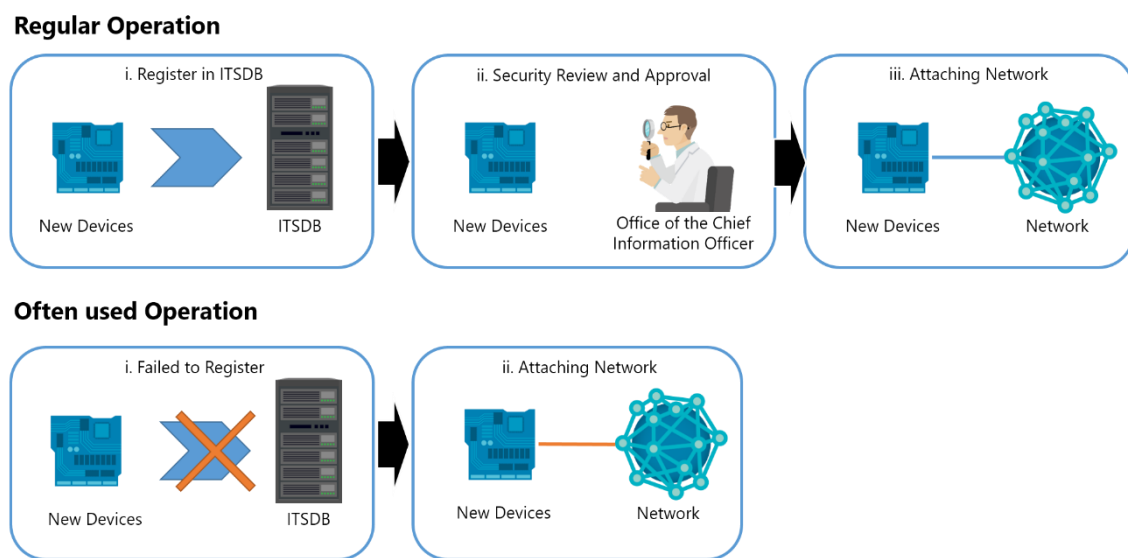 Regular Operation
i. Register in ITSDB
New Devices
ITSDB
ii. Security Review and Approval
New Devices
Office of the Chief
Information Officer
iii. Attaching Network
New Devices
Network
Often used Operation
i. Failed to Register
New Devices
ITSDB
ii. Attaching Network
New Devices
Network